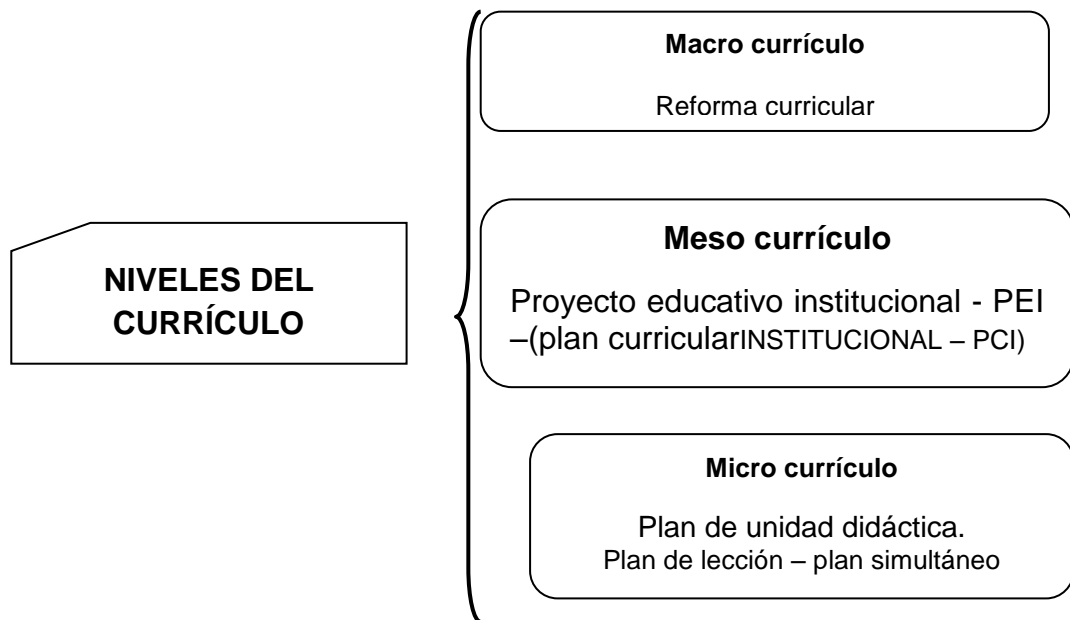 Macro currículo
Reforma curricular
NIVELES DEL
CURRÍCULO
Meso currículo
Proyecto educativo institucional - PEI
–(plan curricularINSTITUCIONAL – PCI)
Micro currículo
Plan de unidad didáctica.
Plan de lección – plan simultáneo